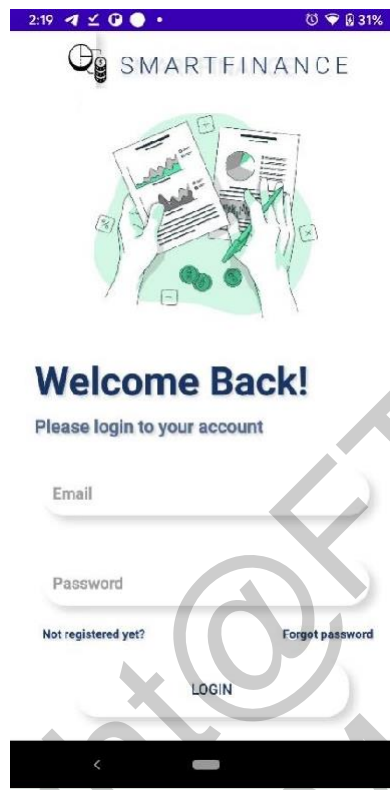 2:19
31%
SMARTFINANCE
Welcome Back!
Please login to your account
Email
Password
Not registered yet?
Forgot password
LOGIN